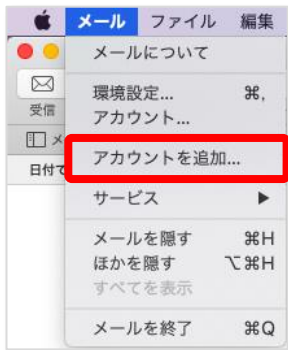 メール ファイル 編集
メールについて
受信
環境設定... ⌘,
アカウント...
メ
アカウントを追加...
日付で
サービス ▶
メールを隠す ⌘H
ほかを隠す ⌥⌘H
すべてを表示
メールを終了 ⌘Q